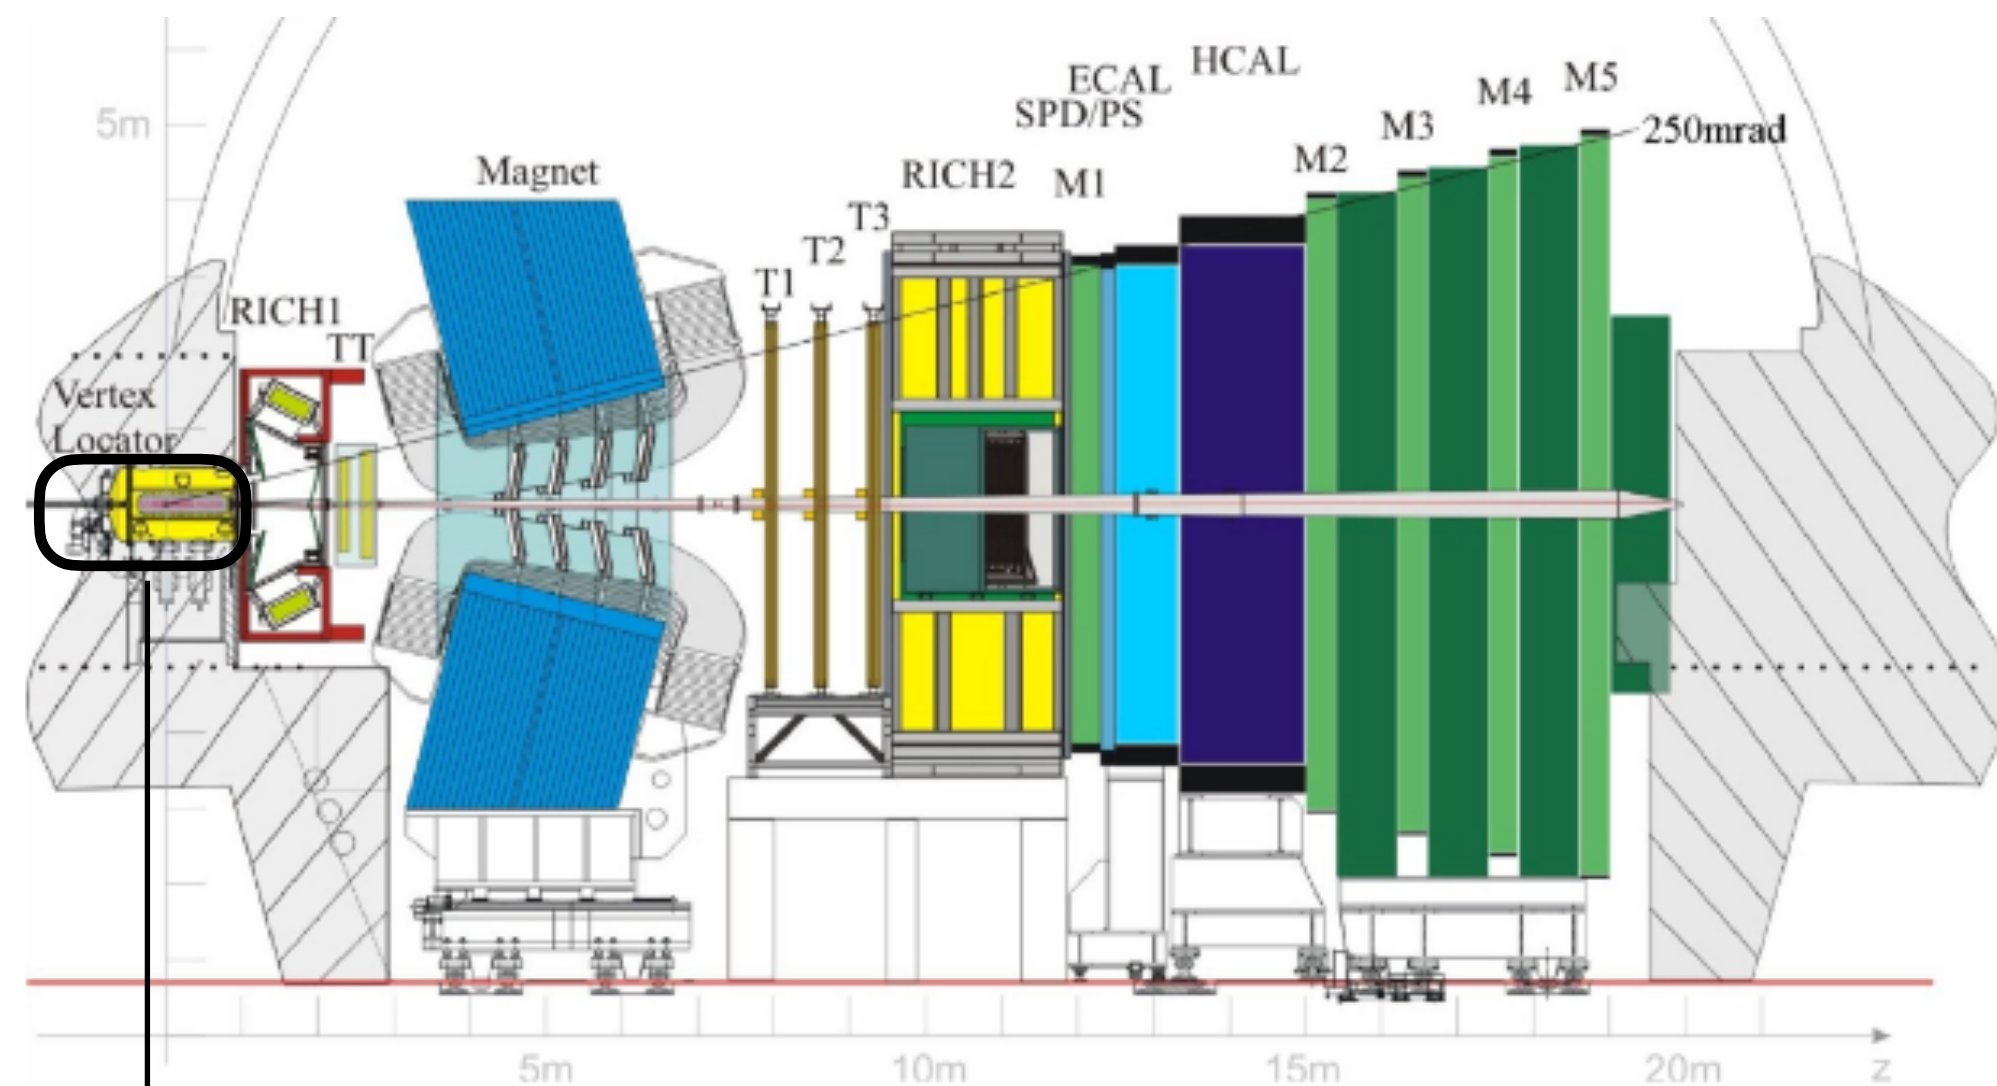 HCAL
ECAL
SPD/PS
M5
M4
M3
M2
250mrad
5m
Magnet
RICH2
M1
T3
T2
T1
RICH1
TT
Vertex
Locator
5m
10m
15m
20m
z